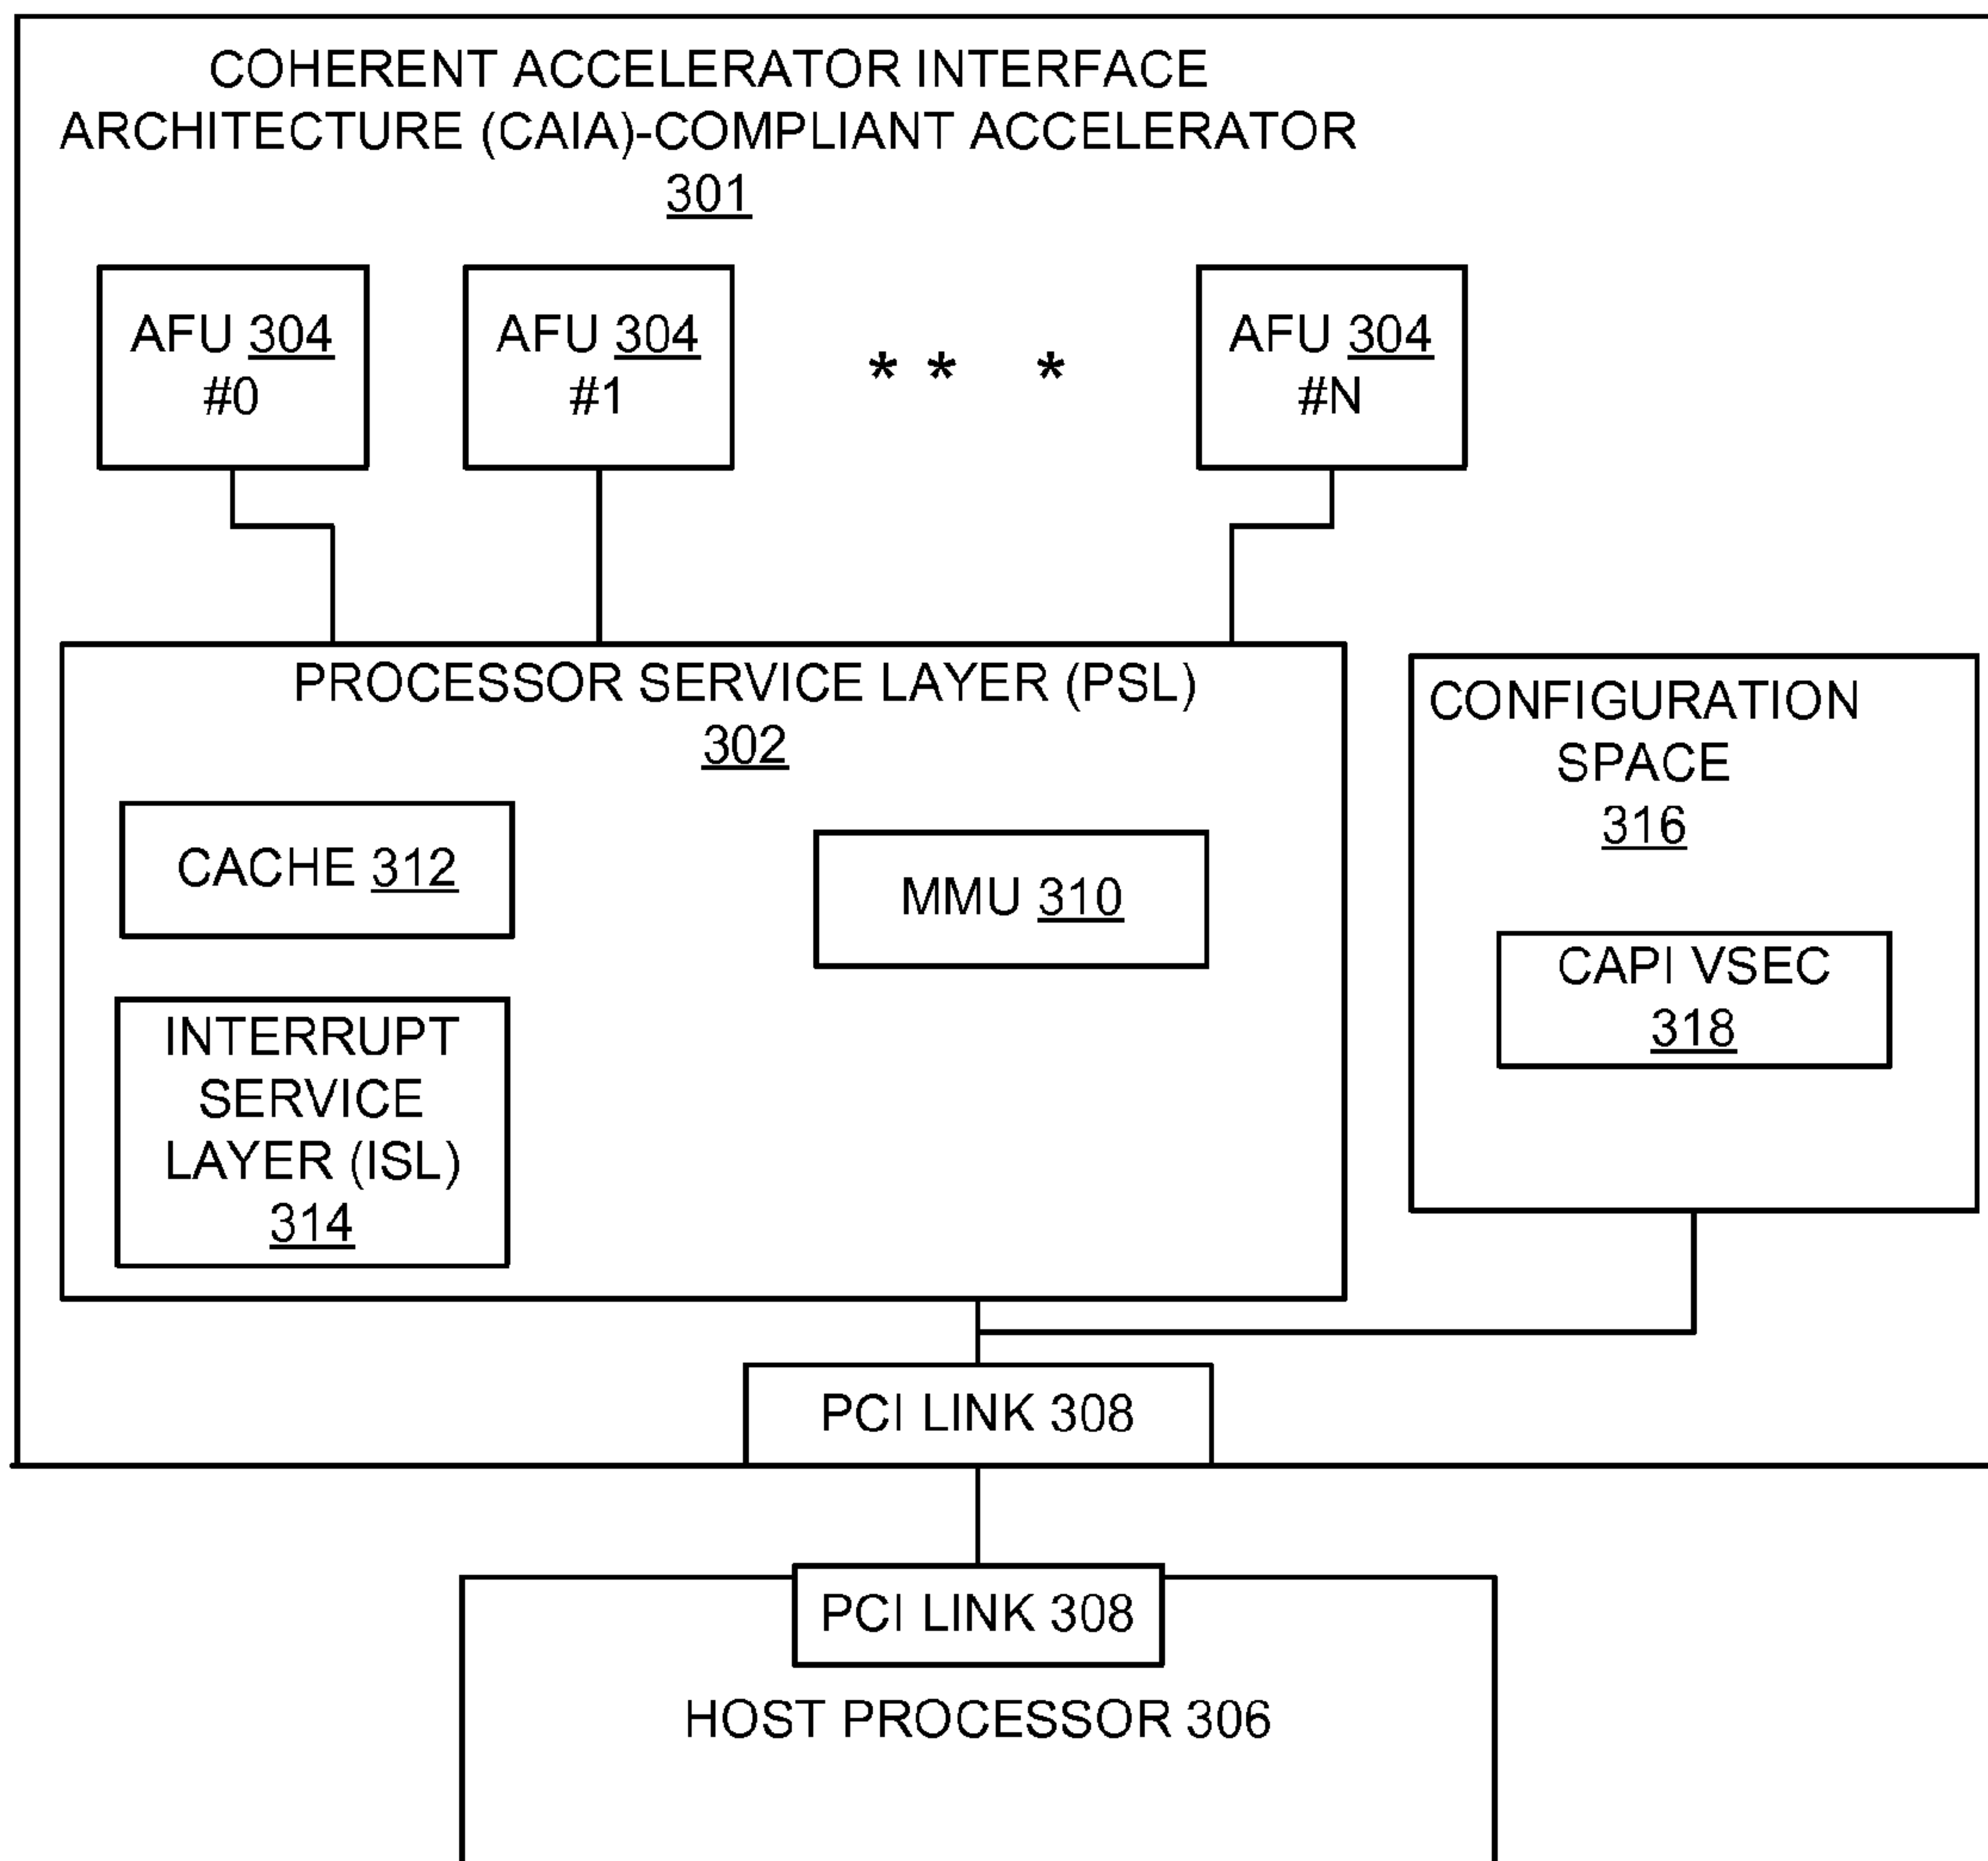 COHERENT ACCELERATOR INTERFACE
ARCHITECTURE (CAIA)-COMPLIANT ACCELERATOR
301
AFU 304
#0
AFU 304
#1
* * *
AFU 304
#N
PROCESSOR SERVICE LAYER (PSL)
302
CACHE 312
MMU 310
INTERRUPT
SERVICE
LAYER (ISL)
314
CONFIGURATION
SPACE
316
CAPI VSEC
318
PCI LINK 308
PCI LINK 308
HOST PROCESSOR 306